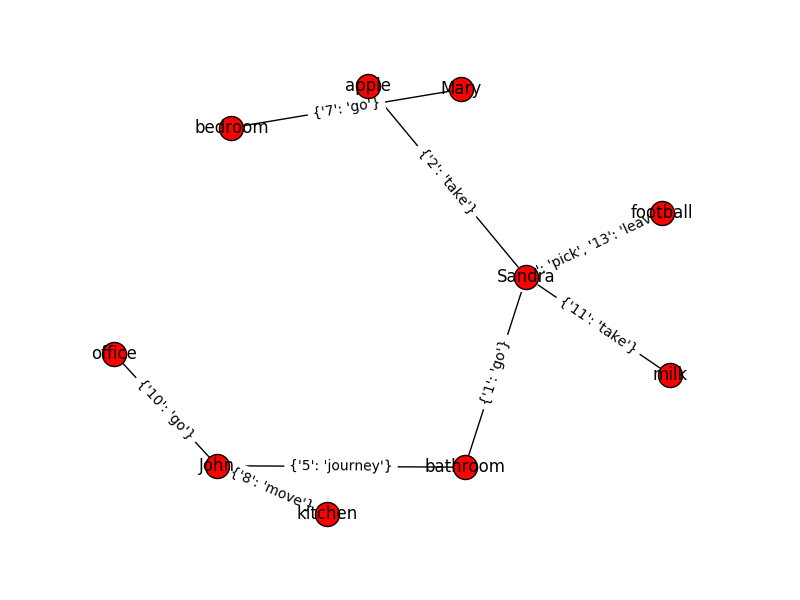 apple
Mary
{'7': 'go'}
bedroom
{'2': 'take'}
football
'pick', '13': 'leav
Sandra
{'11': 'take'}
office
{'1': 'go'}
milk
{'10': 'go'}
John
{'5': 'journey'}
bathroom
{'8': 'move'}
kitchen